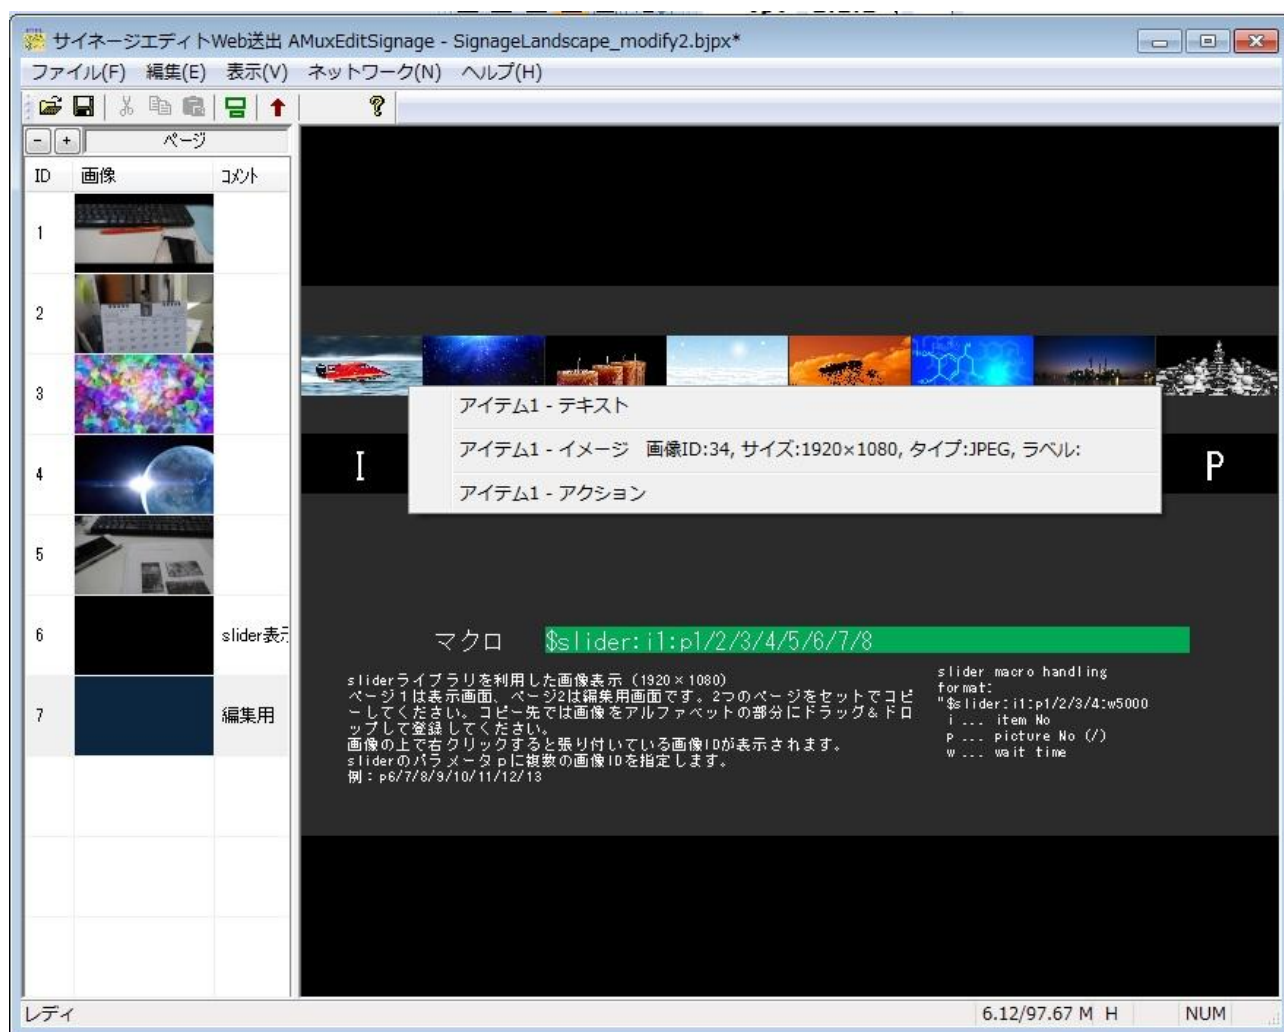 サイネージエディトWeb送出 AMuxEditSignage - SignageLandscape_modify2.bjpx*
ファイル(F) 編集(E) 表示(V) ネットワーク(N) ヘルプ(H)
- + ページ
ID 画像 コメント
1
2
3
4
5
6 slider表示
7 編集用
アイテム1 - テキスト
アイテム1 - イメージ 画像ID:34, サイズ:1920×1080, タイプ:JPEG, ラベル:
アイテム1 - アクション
I P
マクロ $slider:i1:p1/2/3/4/5/6/7/8
sliderライブラリを利用した画像表示（1920×1080）
ページ１は表示画面、ページ2は編集用画面です。2つのページをセットでコピ
ーしてください。コピー先では画像をアルファベットの部分にドラッグ&ドロ
ップして登録してください。
画像の上で右クリックすると張り付いている画像IDが表示されます。
sliderのパラメータpに複数の画像IDを指定します。
例：p6/7/8/9/10/11/12/13
slider macro handling
format:
"$slider:i1:p1/2/3/4:w5000
i ... item No
p ... picture No (/)
w ... wait time
レディ 6.12/97.67 M H NUM